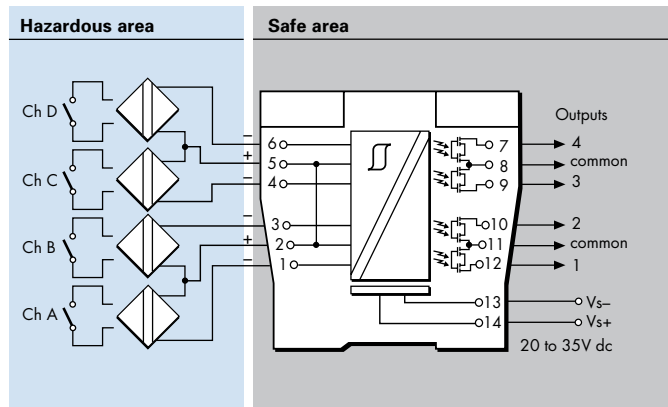 Hazardous area
Safe area
Ch D
Ch C
Ch B
Ch A
−
6
+
5
−
4
−
3
+
2
−
1
Outputs
7
4
8
common
9
3
10
2
11
common
12
1
13
Vs–
14
Vs+
20 to 35V dc